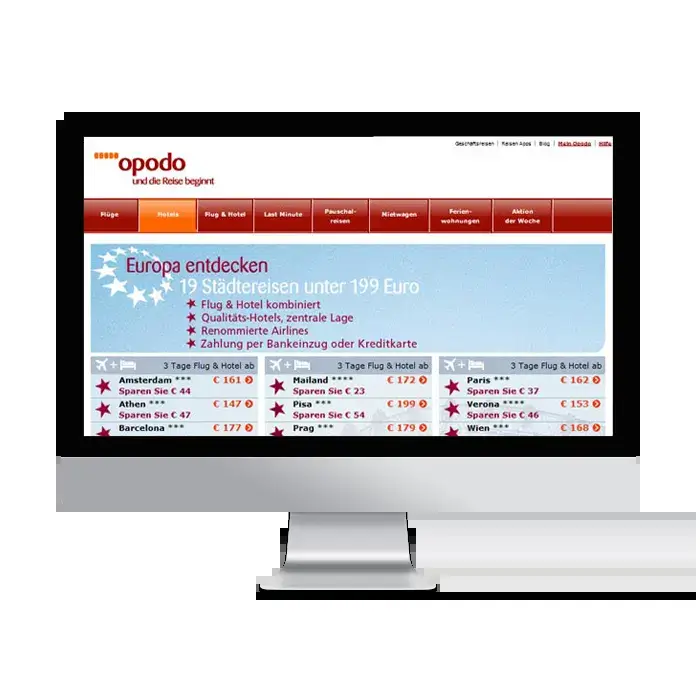 Geschäftsreisen | Reisen Apps | Blog | Mein Opodo | Hilfe
opodo
und die Reise beginnt
Flüge Hotels Flug & Hotel Last Minute Pauschal-reisen Mietwagen Ferien-wohnungen Aktion der Woche
Europa entdecken
19 Städtereisen unter 199 Euro
Flug & Hotel kombiniert
Qualitäts-Hotels, zentrale Lage
Renommierte Airlines
Zahlung per Bankeinzug oder Kreditkarte
3 Tage Flug & Hotel ab
Amsterdam *** € 161
Sparen Sie € 44
Athen *** € 147
Sparen Sie € 47
Barcelona *** € 177
3 Tage Flug & Hotel ab
Mailand **** € 172
Sparen Sie € 23
Pisa *** € 199
Sparen Sie € 54
Prag *** € 179
3 Tage Flug & Hotel ab
Paris *** € 162
Sparen Sie € 37
Verona **** € 153
Sparen Sie € 46
Wien *** € 168